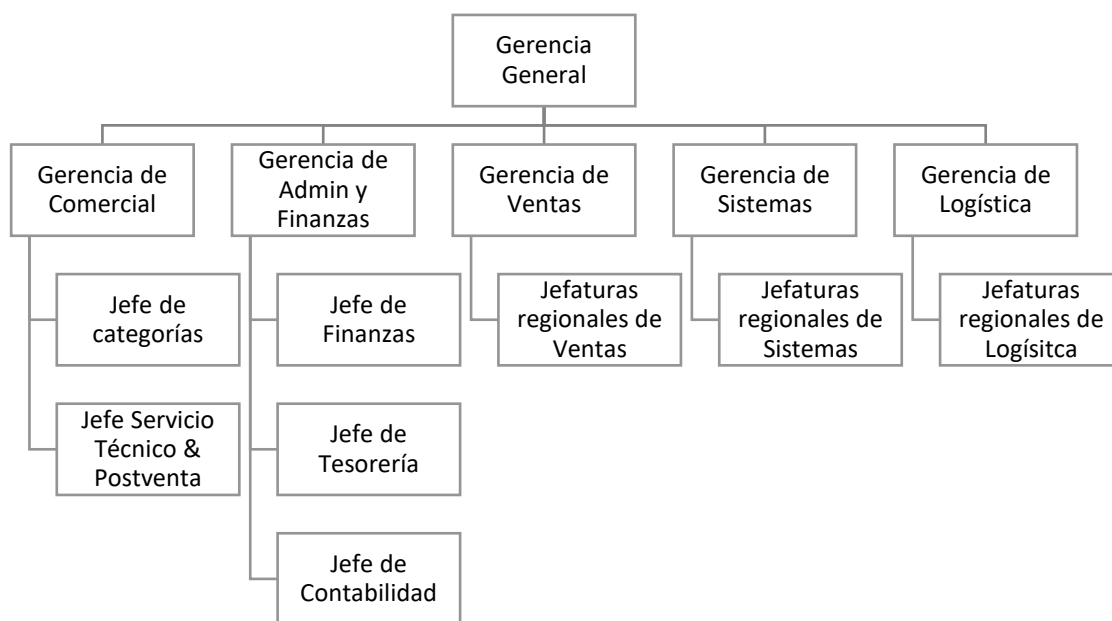 Gerencia
General
Gerencia de
Comercial
Gerencia de
Admin y
Finanzas
Gerencia de
Ventas
Gerencia de
Sistemas
Gerencia de
Logística
Jefe de
categorías
Jefe de
Finanzas
Jefaturas
regionales de
Ventas
Jefaturas
regionales de
Sistemas
Jefaturas
regionales de
Logísitca
Jefe Servicio
Técnico &
Postventa
Jefe de
Tesorería
Jefe de
Contabilidad